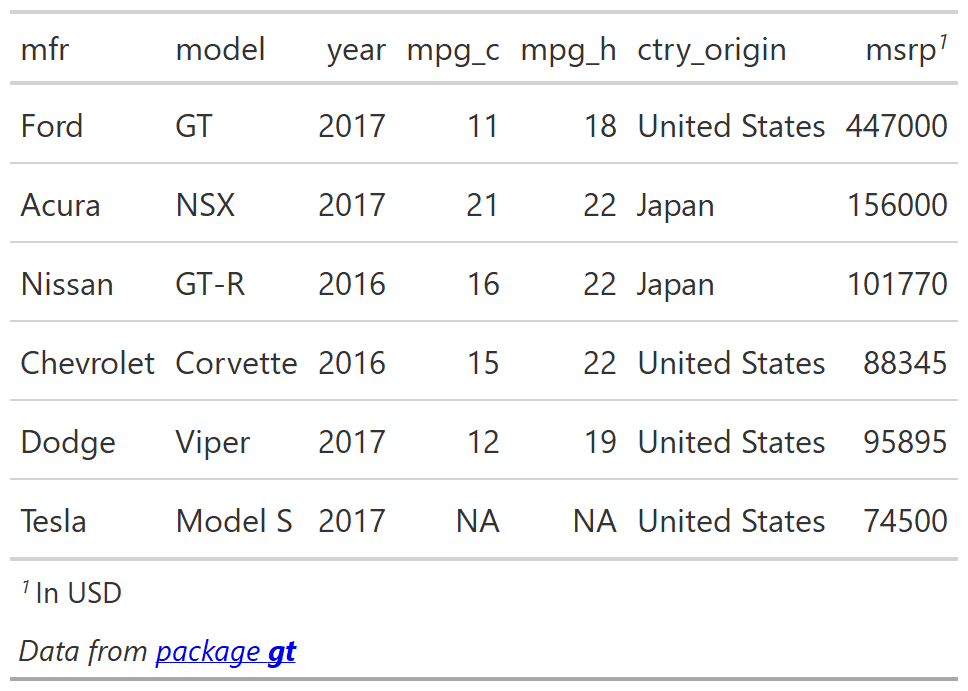 mfr model year mpg_c mpg_h ctry_origin msrp¹
Ford GT 2017 11 18 United States 447000
Acura NSX 2017 21 22 Japan 156000
Nissan GT-R 2016 16 22 Japan 101770
Chevrolet Corvette 2016 15 22 United States 88345
Dodge Viper 2017 12 19 United States 95895
Tesla Model S 2017 NA NA United States 74500
¹ In USD
Data from package gt